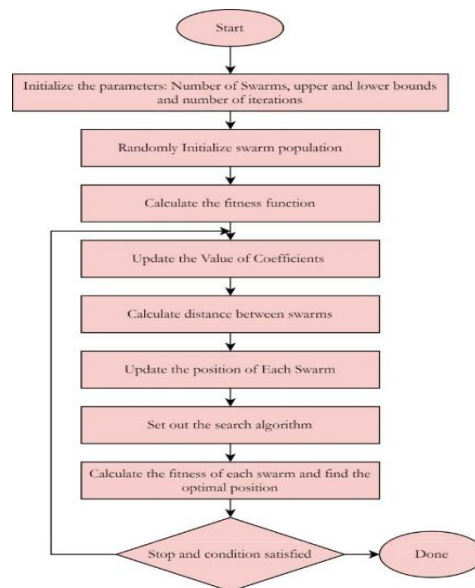 Start
Initialize the parameters: Number of Swarms, upper and lower bounds
and number of iterations
Randomly Initialize swarm population
Calculate the fitness function
Update the Value of Coefficients
Calculate distance between swarms
Update the position of Each Swarm
Set out the search algorithm
Calculate the fitness of each swarm and find the
optimal position
Stop and condition satisfied
Done